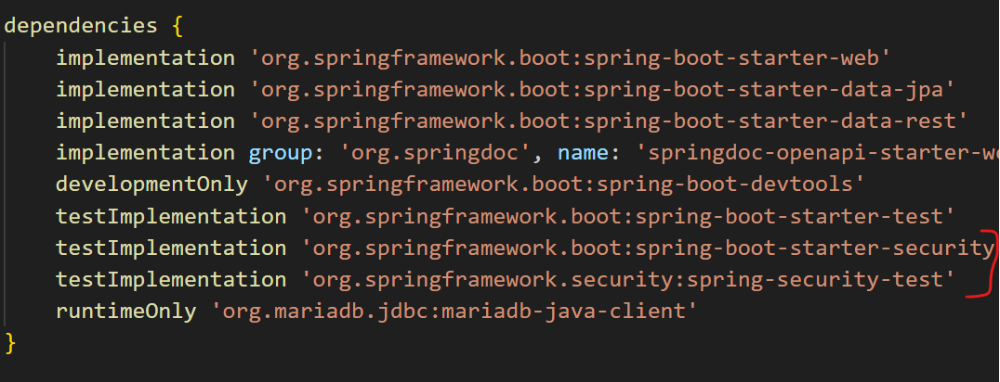 dependencies {
implementation 'org.springframework.boot:spring-boot-starter-web'
implementation 'org.springframework.boot:spring-boot-starter-data-jpa'
implementation 'org.springframework.boot:spring-boot-starter-data-rest'
implementation group: 'org.springdoc', name: 'springdoc-openapi-starter-we
developmentOnly 'org.springframework.boot:spring-boot-devtools'
testImplementation 'org.springframework.boot:spring-boot-starter-test'
testImplementation 'org.springframework.boot:spring-boot-starter-security
testImplementation 'org.springframework.security:spring-security-test'
runtimeOnly 'org.mariadb.jdbc:mariadb-java-client'
}